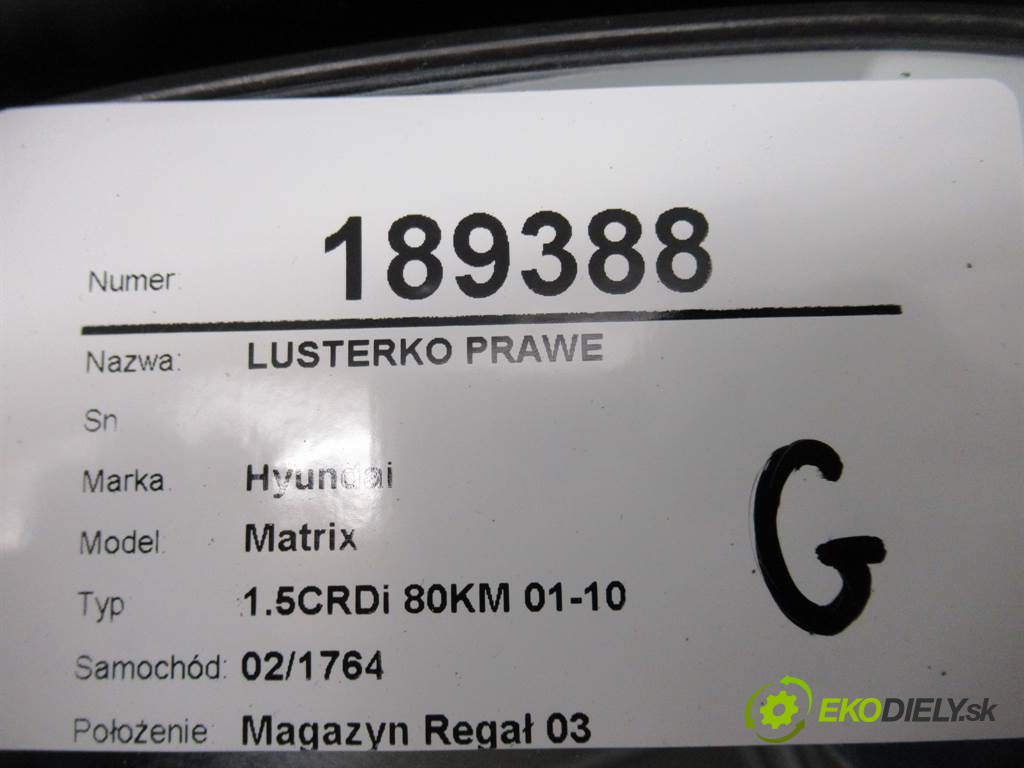 Numer: 189388
Nazwa: LUSTERKO PRAWE
Sn
Marka: Hyundai
Model: Matrix
Typ 1.5CRDi 80KM 01-10
Samochód: 02/1764
Położenie: Magazyn Regał 03
G
EKODIELY.sk